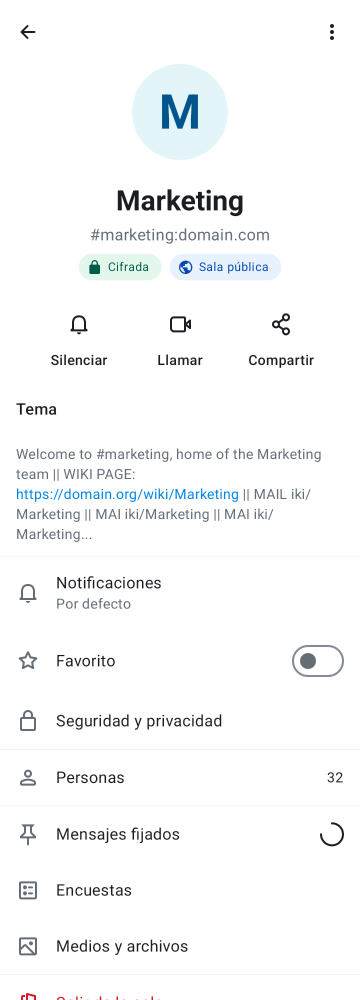 M
Marketing
#marketing:domain.com
Cifrada
Sala pública
Silenciar
Llamar
Compartir
Tema
Welcome to #marketing, home of the Marketing
team || WIKI PAGE:
https://domain.org/wiki/Marketing || MAIL iki/
Marketing || MAI iki/Marketing || MAI iki/
Marketing...
Notificaciones
Por defecto
Favorito
Seguridad y privacidad
Personas
32
Mensajes fijados
Encuestas
Medios y archivos